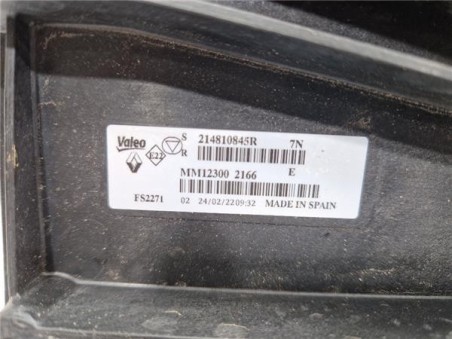 Valeo E22 S 214810845R 7N
R
MM12300 2166 E
FS2271 02 24/02/22 09:32 MADE IN SPAIN